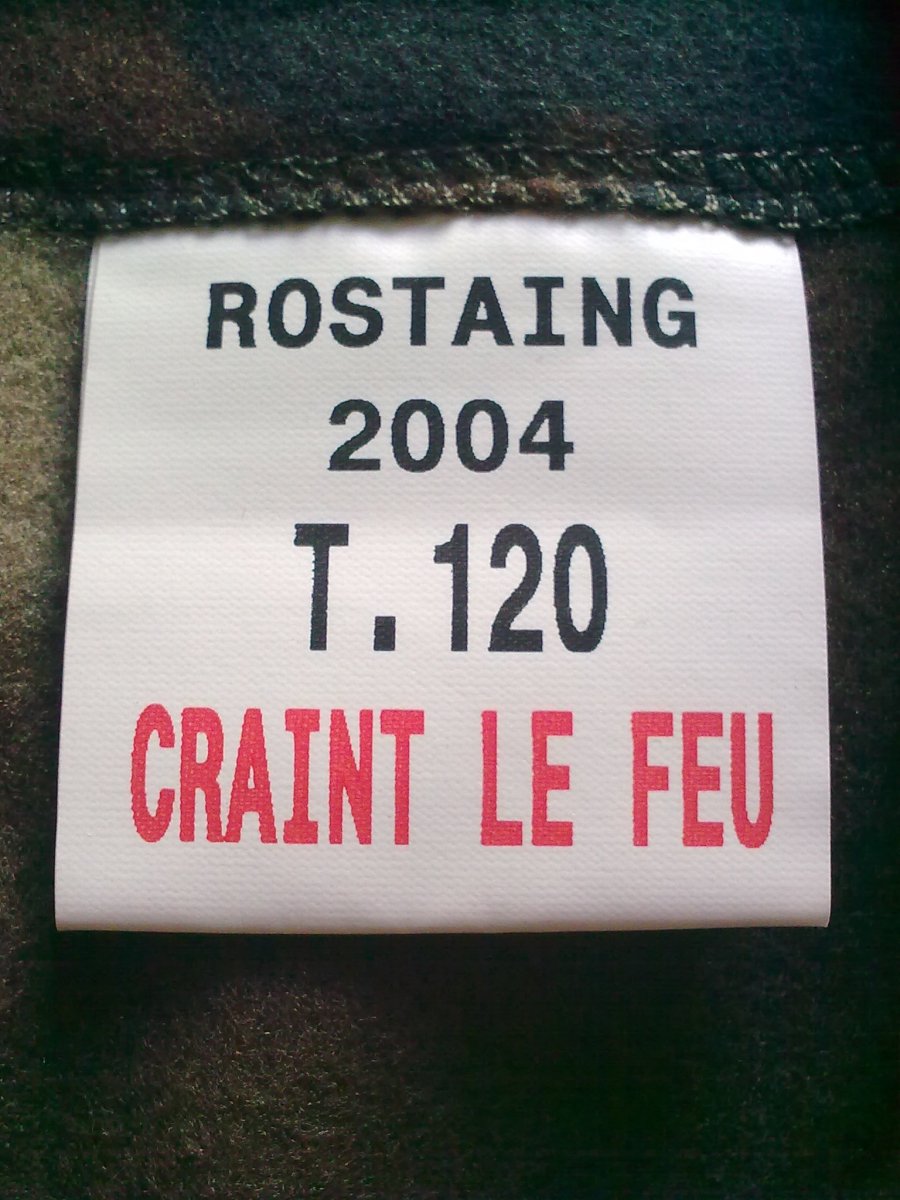 ROSTAING
2004
T.120
CRAINT LE FEU